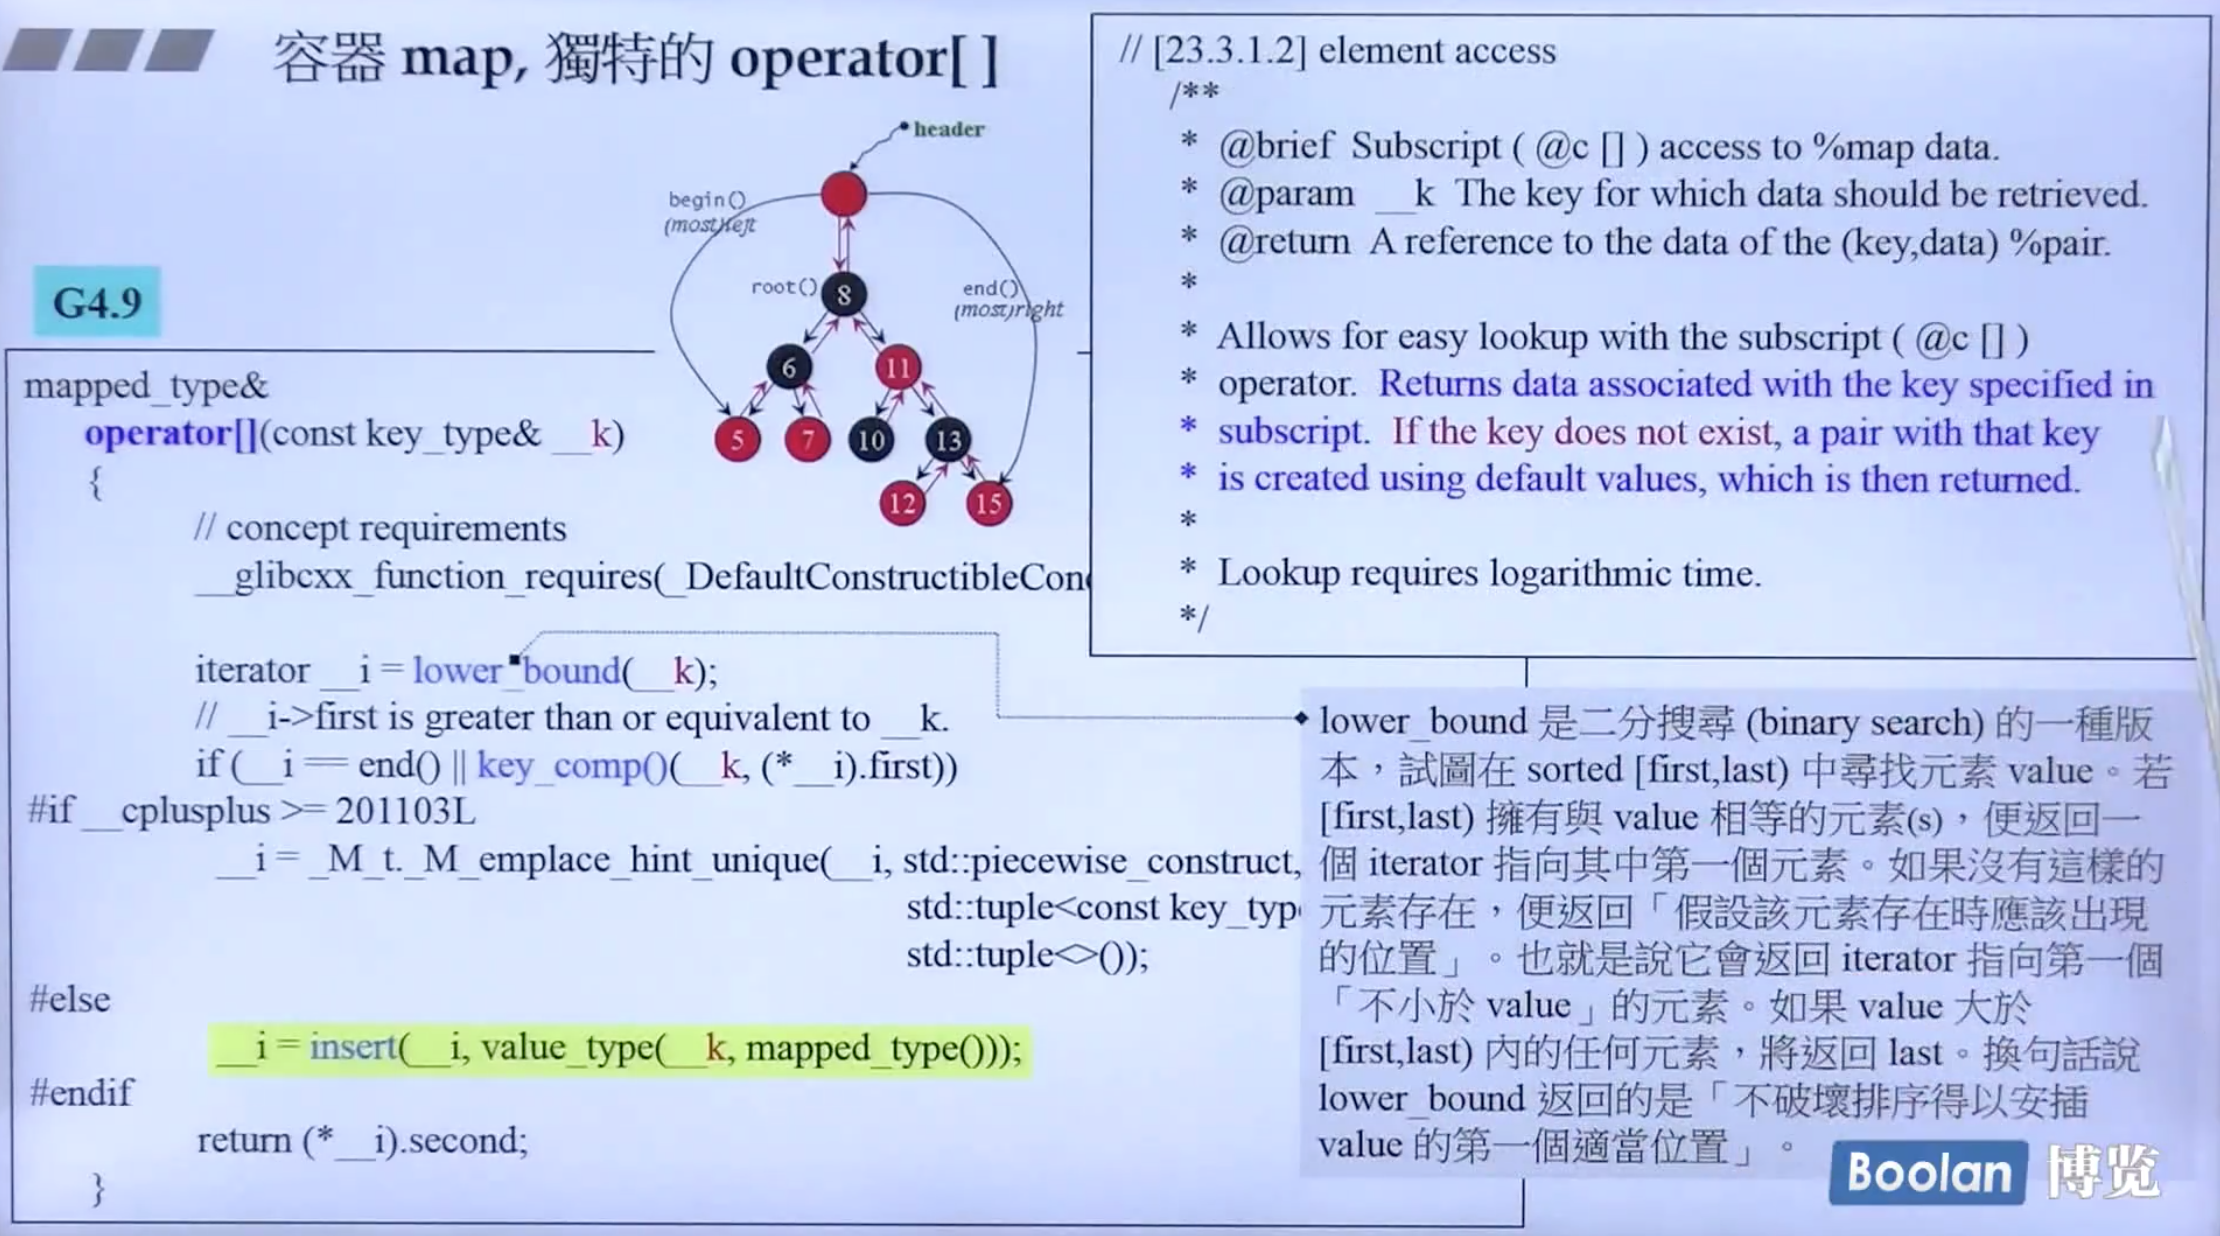 容器 map, 獨特的 operator[ ]
header
begin()
(most)left
root()
end()
(most)right
8
6
11
5
7
10
13
12
15
G4.9
mapped_type&
operator[](const key_type& __k)
{
// concept requirements
__glibcxx_function_requires(_DefaultConstructibleCon
iterator __i = lower_bound(__k);
// __i->first is greater than or equivalent to __k.
if (__i == end() || key_comp()(__k, (*__i).first))
#if __cplusplus >= 201103L
__i = _M_t._M_emplace_hint_unique(__i, std::piecewise_construct,
std::tuple<const key_typ
std::tuple<>());
#else
__i = insert(__i, value_type(__k, mapped_type()));
#endif
return (*__i).second;
}
// [23.3.1.2] element access
/**
* @brief Subscript ( @c [] ) access to %map data.
* @param __k The key for which data should be retrieved.
* @return A reference to the data of the (key,data) %pair.
*
* Allows for easy lookup with the subscript ( @c [] )
* operator. Returns data associated with the key specified in
* subscript. If the key does not exist, a pair with that key
* is created using default values, which is then returned.
*
* Lookup requires logarithmic time.
*/
lower_bound 是二分搜尋 (binary search) 的一種版
本，試圖在 sorted [first,last) 中尋找元素 value。若
[first,last) 擁有與 value 相等的元素(s)，便返回一
個 iterator 指向其中第一個元素。如果沒有這樣的
元素存在，便返回「假設該元素存在時應該出現
的位置」。也就是說它會返回 iterator 指向第一個
「不小於 value」的元素。如果 value 大於
[first,last) 內的任何元素，將返回 last。換句話說
lower_bound 返回的是「不破壞排序得以安插
value 的第一個適當位置」。
Boolan 博览